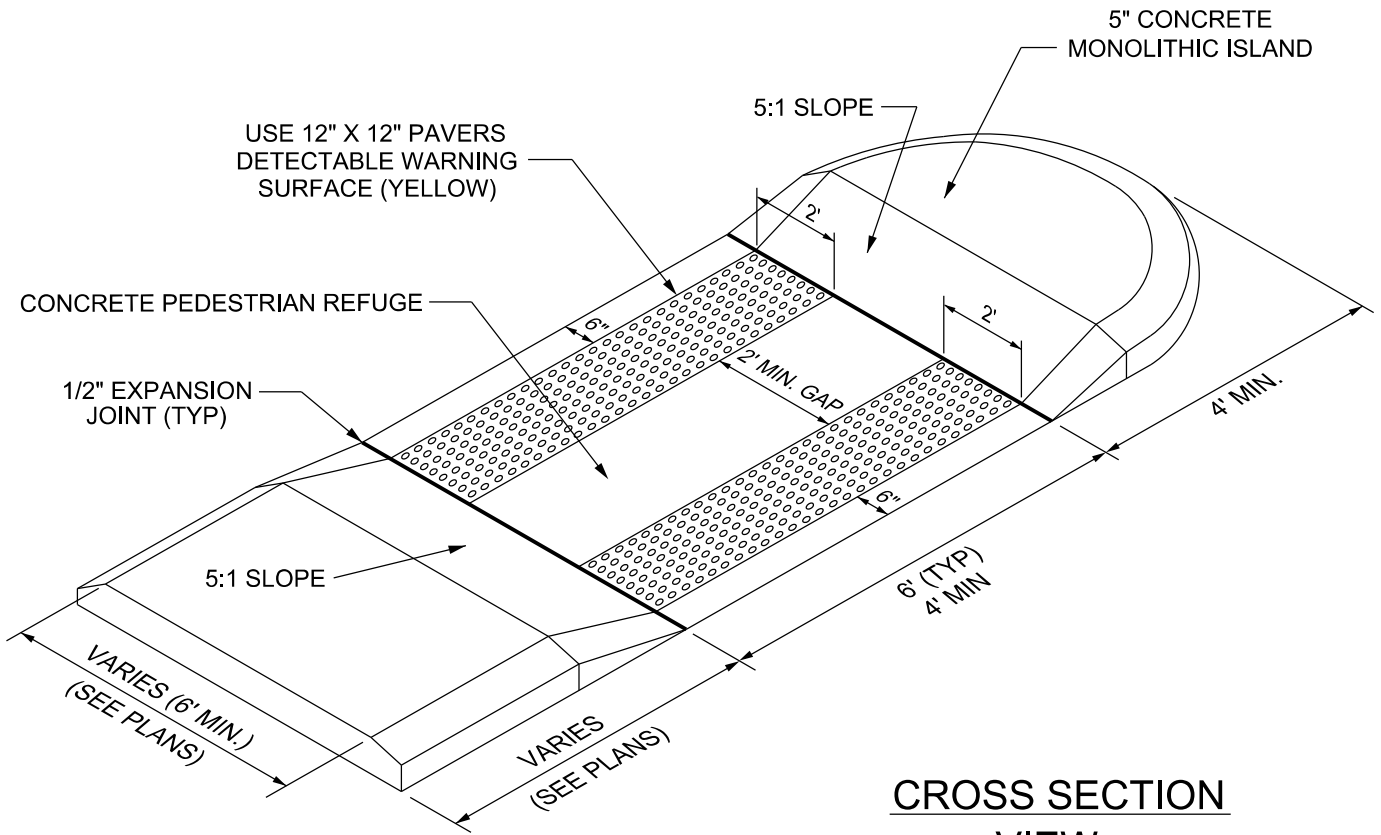 5" CONCRETE
MONOLITHIC ISLAND
5:1 SLOPE
USE 12" X 12" PAVERS
DETECTABLE WARNING
SURFACE (YELLOW)
2'
CONCRETE PEDESTRIAN REFUGE
6"
2'
2' MIN. GAP
1/2" EXPANSION
JOINT (TYP)
4' MIN.
6"
5:1 SLOPE
6' (TYP)
4' MIN
VARIES (6' MIN.)
(SEE PLANS)
VARIES
(SEE PLANS)
CROSS SECTION
VIEW